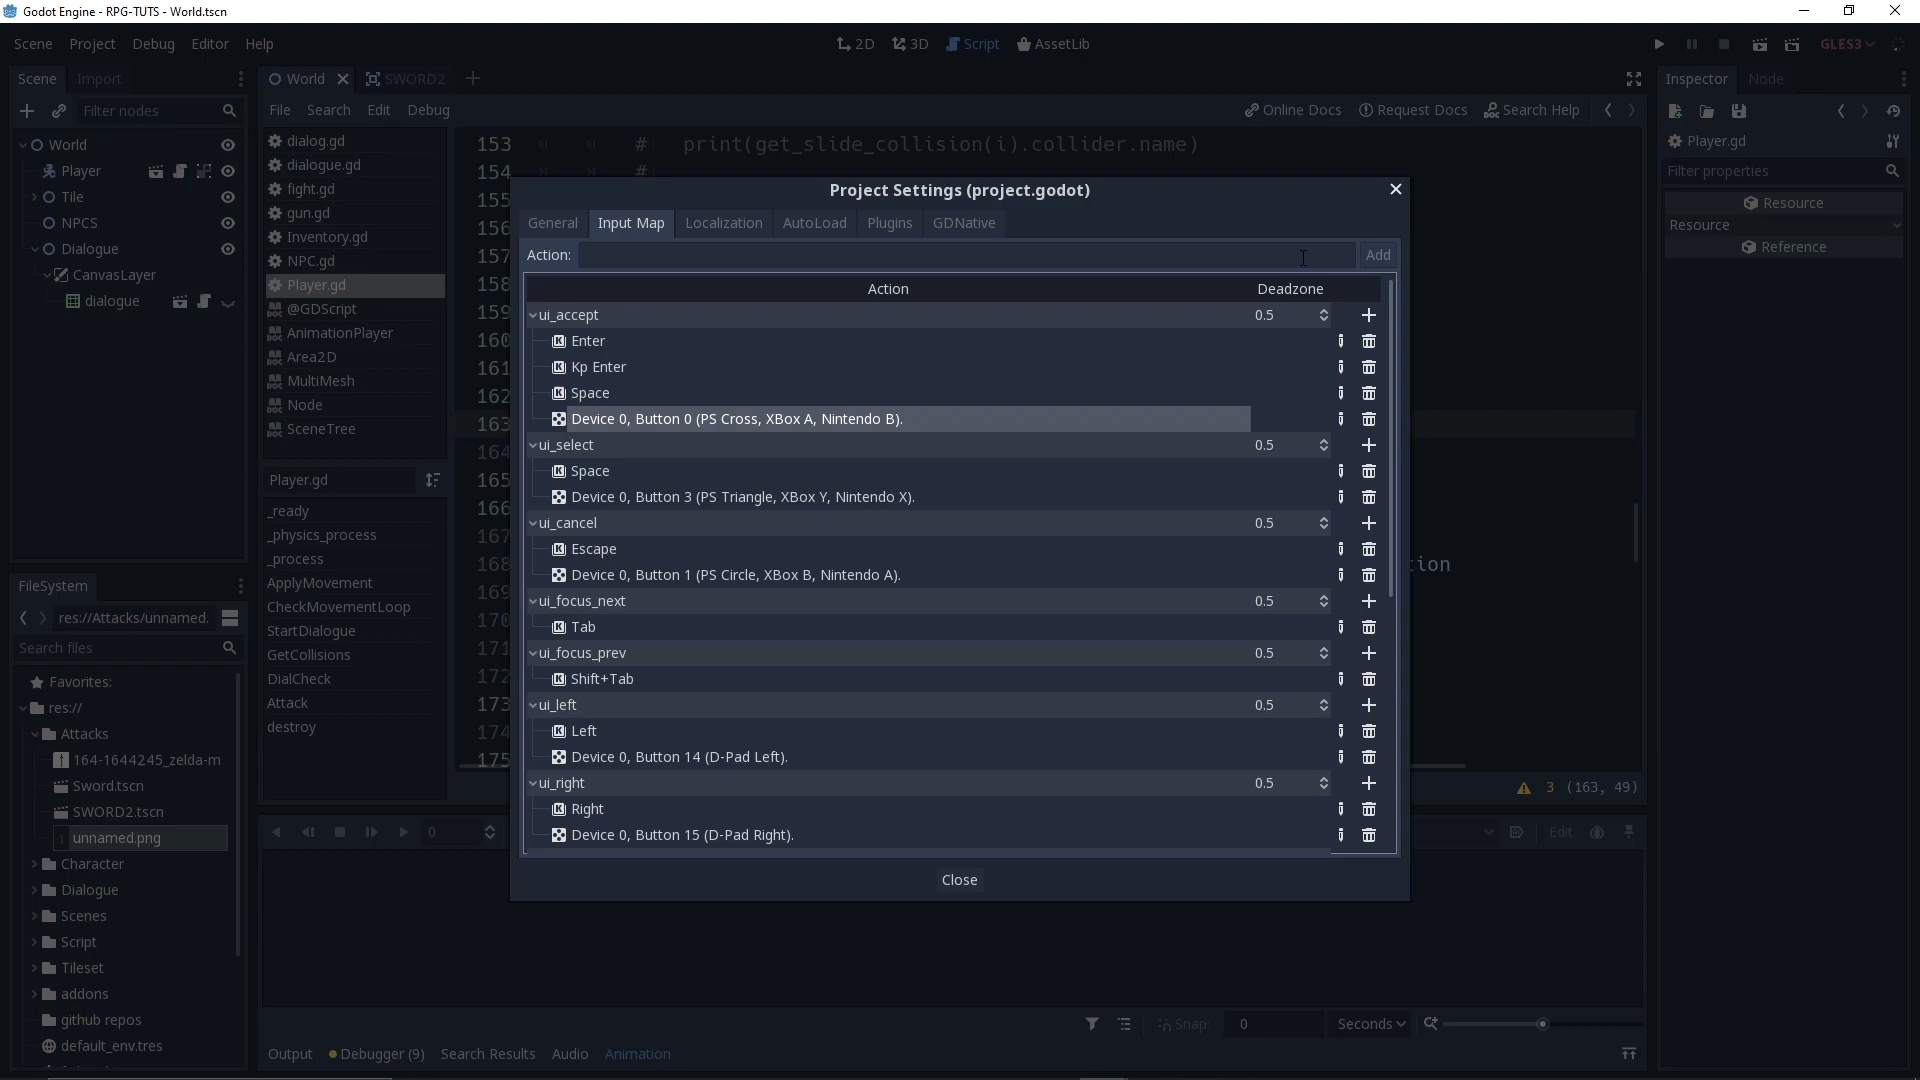 Godot Engine - RPG-TUTS - World.tscn
Scene Project Debug Editor Help
2D 3D Script AssetLib
GLES3
Scene Import
World SWORD2
Inspector Node
Filter nodes
File Search Edit Debug
Online Docs Request Docs Search Help
World
Player
Tile
NPCS
Dialogue
CanvasLayer
dialogue
dialog.gd
dialogue.gd
fight.gd
gun.gd
Inventory.gd
NPC.gd
Player.gd
@GDScript
AnimationPlayer
Area2D
MultiMesh
Node
SceneTree
Player.gd
_ready
_physics_process
_process
ApplyMovement
CheckMovementLoop
StartDialogue
GetCollisions
DialCheck
Attack
destroy
153 # print(get_slide_collision(i).collider.name)
154 #
155
156
157
158
159
160
161
162
163
164
165
166
167
168
169
170
171
172
173
174
175
ction
3 (163, 49)
Project Settings (project.godot)
General Input Map Localization AutoLoad Plugins GDNative
Action: Add
Action Deadzone
ui_accept 0.5
Enter
Kp Enter
Space
Device 0, Button 0 (PS Cross, XBox A, Nintendo B).
ui_select 0.5
Space
Device 0, Button 3 (PS Triangle, XBox Y, Nintendo X).
ui_cancel 0.5
Escape
Device 0, Button 1 (PS Circle, XBox B, Nintendo A).
ui_focus_next 0.5
Tab
ui_focus_prev 0.5
Shift+Tab
ui_left 0.5
Left
Device 0, Button 14 (D-Pad Left).
ui_right 0.5
Right
Device 0, Button 15 (D-Pad Right).
Close
Player.gd
Filter properties
Resource
Resource
Reference
FileSystem
res://Attacks/unnamed.
Search files
Favorites:
res://
Attacks
164-1644245_zelda-m
Sword.tscn
SWORD2.tscn
unnamed.png
Character
Dialogue
Scenes
Script
Tileset
addons
github repos
default_env.tres
0
Edit
Snap: 0 Seconds
Output Debugger (9) Search Results Audio Animation